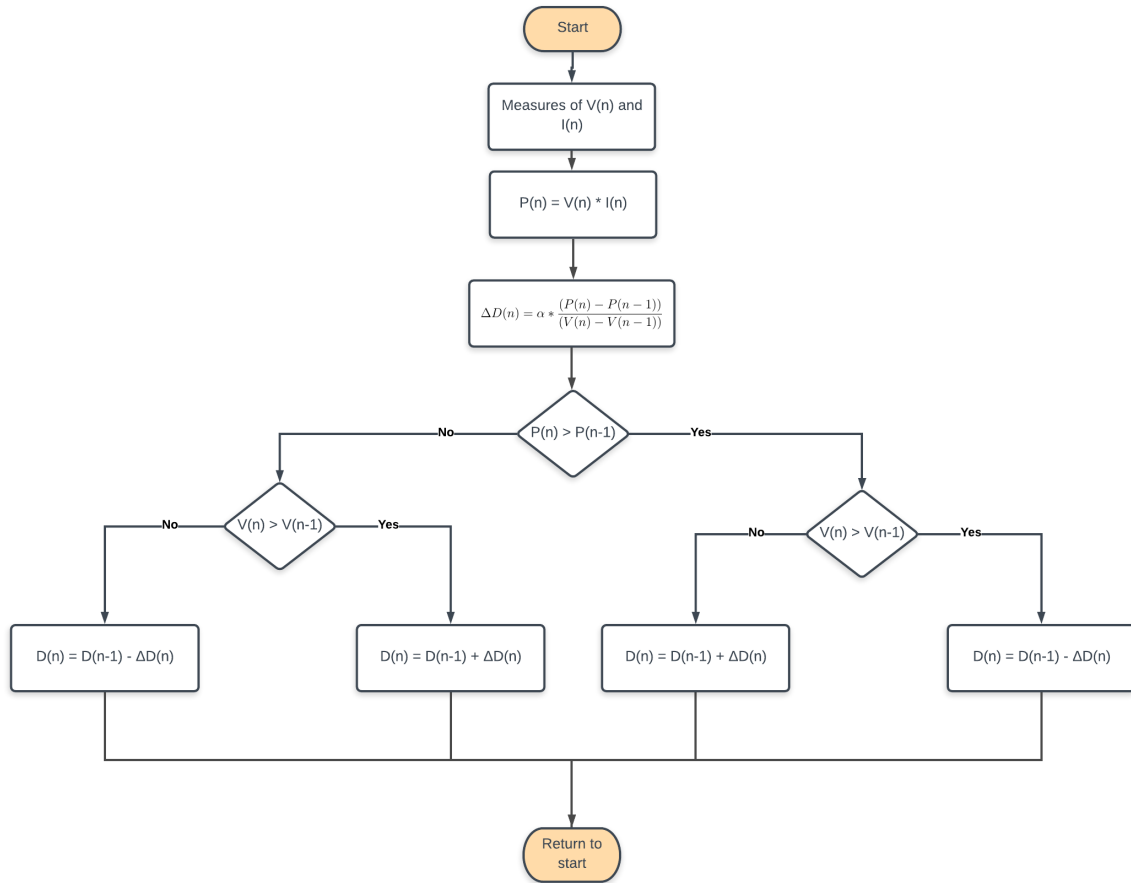 Start
Measures of V(n) and
I(n)
P(n) = V(n) * I(n)
ΔD(n) = α * (P(n) − P(n − 1)) / (V(n) − V(n − 1))
P(n) > P(n-1)
No
Yes
V(n) > V(n-1)
No
Yes
V(n) > V(n-1)
No
Yes
D(n) = D(n-1) - ΔD(n)
D(n) = D(n-1) + ΔD(n)
D(n) = D(n-1) + ΔD(n)
D(n) = D(n-1) - ΔD(n)
Return to
start